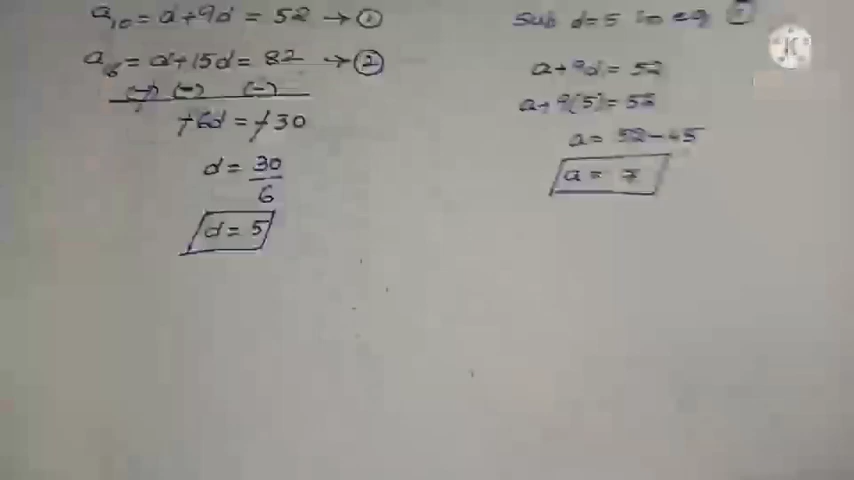 a₁₀ = a+9d = 52 → ①
a₁₆ = a+15d = 82 → ②
(-) (-) (-)
-6d = -30
d = 30/6
d = 5
Sub d=5 in eq ①
a+9d = 52
a+9(5) = 52
a = 52-45
a = 7